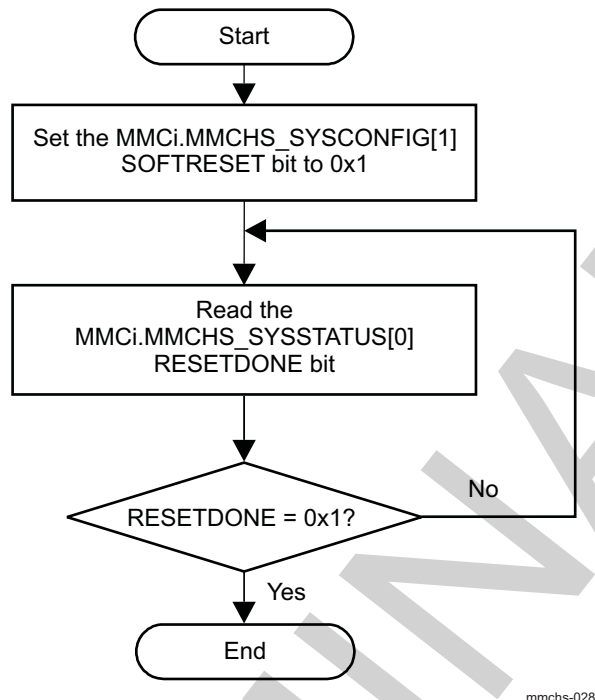 Start
Set the MMCi.MMCHS_SYSCONFIG[1]
SOFTRESET bit to 0x1
Read the
MMCi.MMCHS_SYSSTATUS[0]
RESETDONE bit
RESETDONE = 0x1?
No
Yes
End
mmchs-028